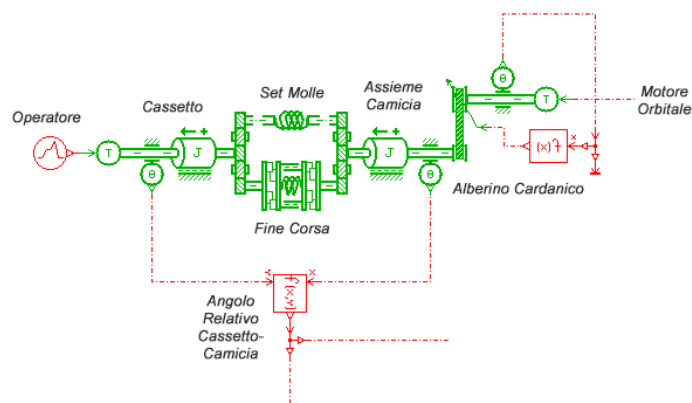 Operatore
Cassetto
Set Molle
Assieme
Camicia
Motore
Orbitale
T
θ
J
+
Fine Corsa
+
J
θ
θ
T
f(x)
x
Alberino Cardanico
Y
X
f(x,y)
Angolo
Relativo
Cassetto-
Camicia